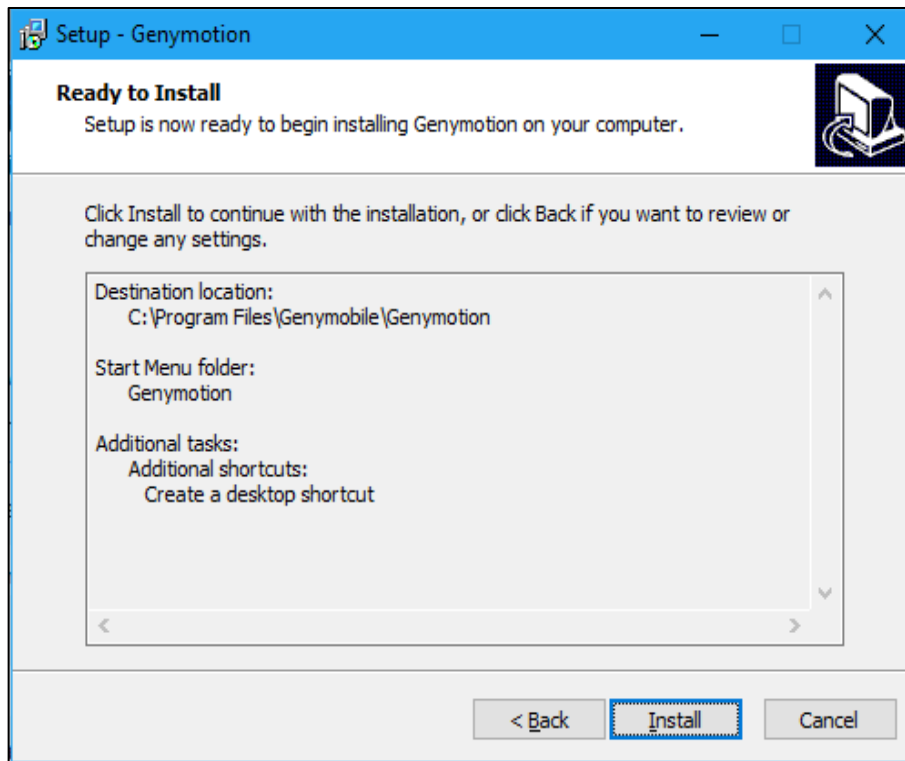 Setup - Genymotion
Ready to Install
Setup is now ready to begin installing Genymotion on your computer.
Click Install to continue with the installation, or click Back if you want to review or
change any settings.
Destination location:
C:\Program Files\Genymobile\Genymotion
Start Menu folder:
Genymotion
Additional tasks:
Additional shortcuts:
Create a desktop shortcut
< Back Install Cancel